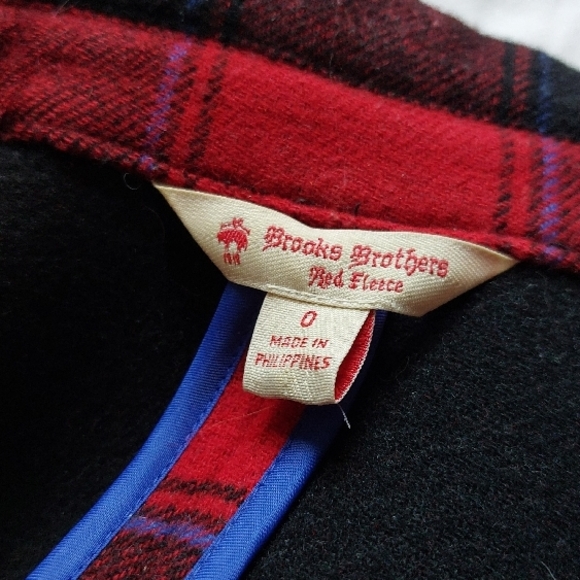 Brooks Brothers
Red Fleece
0
MADE IN
PHILIPPINES